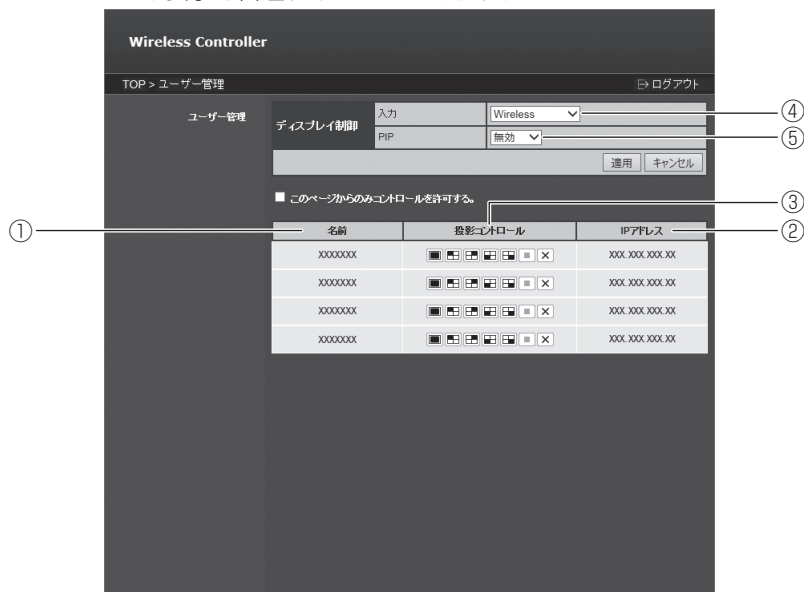 Wireless Controller
TOP > ユーザー管理
ログアウト
ユーザー管理
ディスプレイ制御
入力
Wireless
④
PIP
無効
⑤
適用
キャンセル
このページからのみコントロールを許可する。
③
①
名前
投影コントロール
IPアドレス
②
XXXXXXX
XXX.XXX.XXX.XX
XXXXXXX
XXX.XXX.XXX.XX
XXXXXXX
XXX.XXX.XXX.XX
XXXXXXX
XXX.XXX.XXX.XX